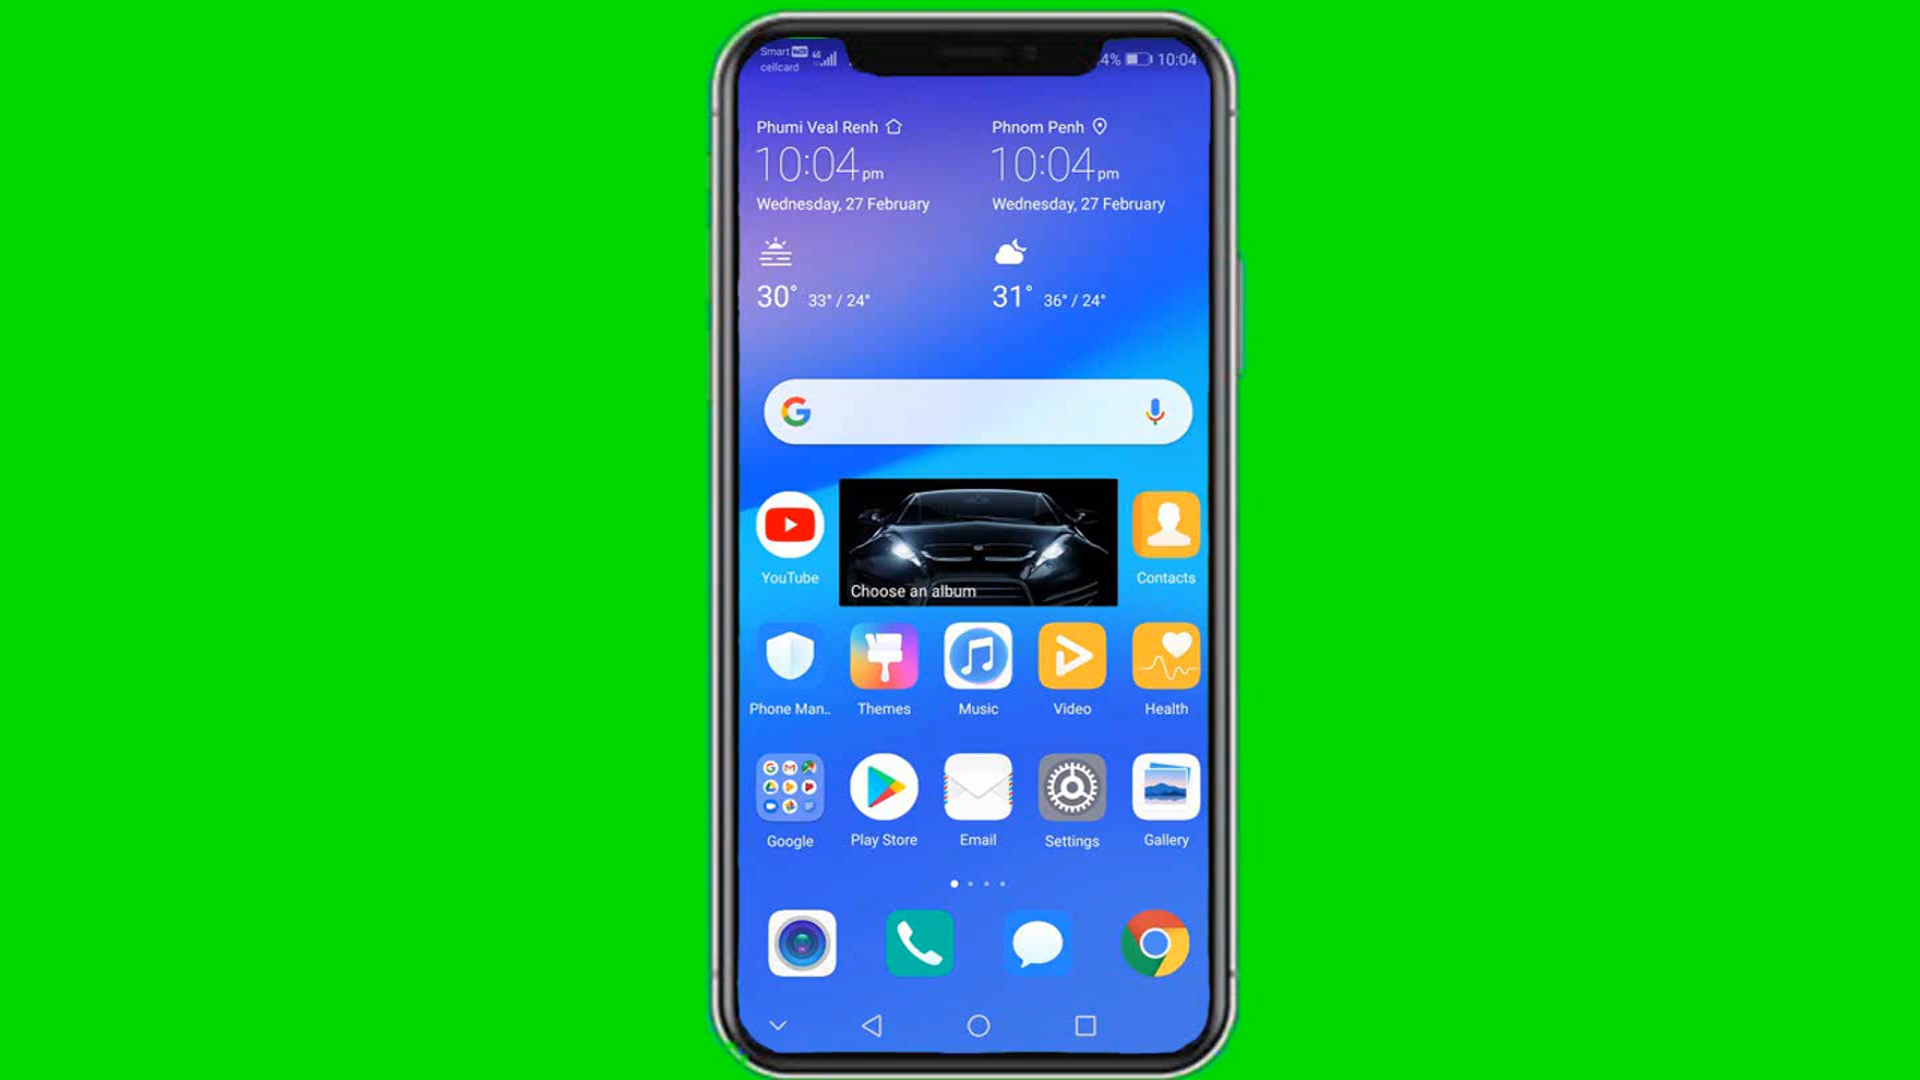 Smart
cellcard
4% 10:04
Phumi Veal Renh
10:04 pm
Wednesday, 27 February
30° 33° / 24°
Phnom Penh
10:04 pm
Wednesday, 27 February
31° 36° / 24°
YouTube
Choose an album
Contacts
Phone Man..
Themes
Music
Video
Health
Google
Play Store
Email
Settings
Gallery